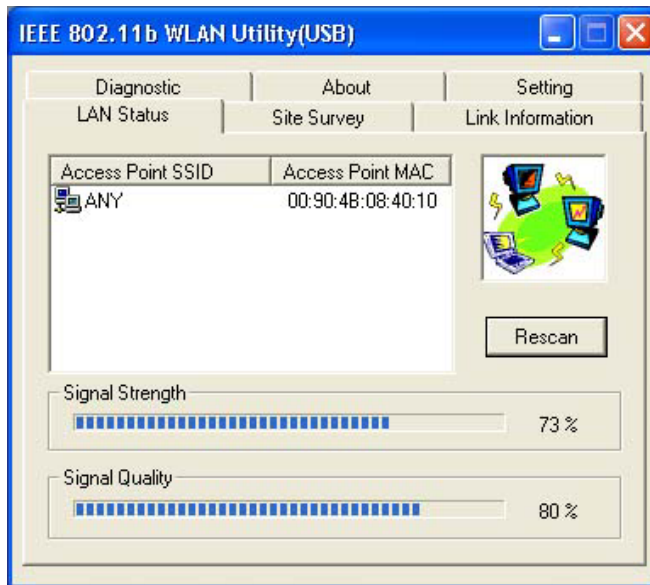 IEEE 802.11b WLAN Utility(USB)
Diagnostic About Setting
LAN Status Site Survey Link Information
Access Point SSID Access Point MAC
ANY 00:90:4B:08:40:10
Rescan
Signal Strength
73 %
Signal Quality
80 %